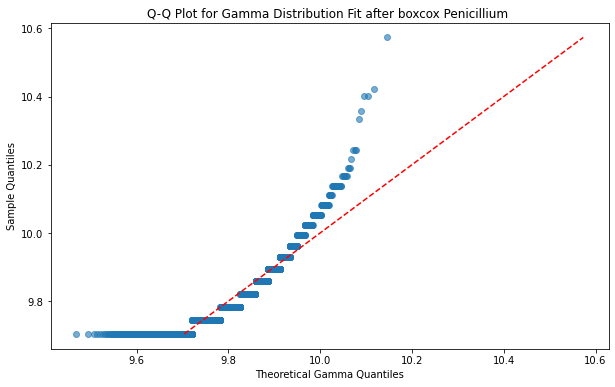 Q-Q Plot for Gamma Distribution Fit after boxcox Penicillium
10.6
10.4
10.2
10.0
9.8
Sample Quantiles
9.6 9.8 10.0 10.2 10.4 10.6
Theoretical Gamma Quantiles